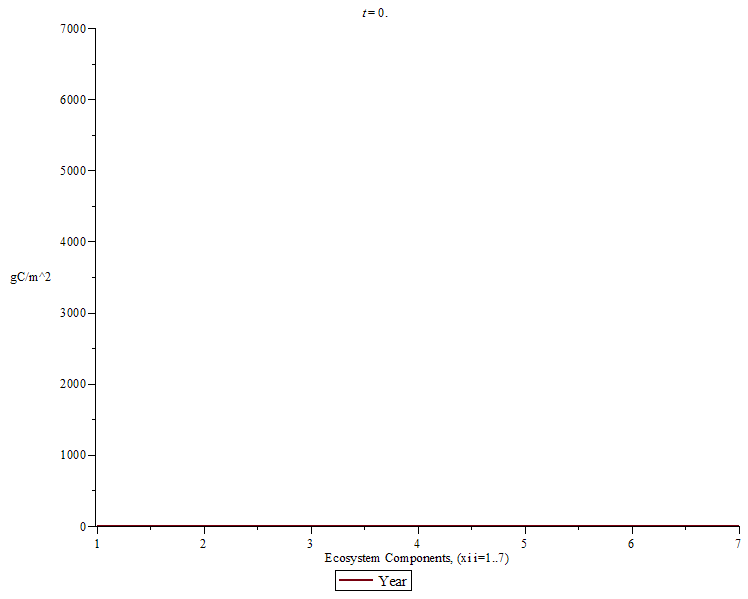 t = 0.
7000
6000
5000
4000
gC/m^2
3000
2000
1000
0
1 2 3 4 5 6 7
Ecosystem Components, (xi i=1..7)
Year